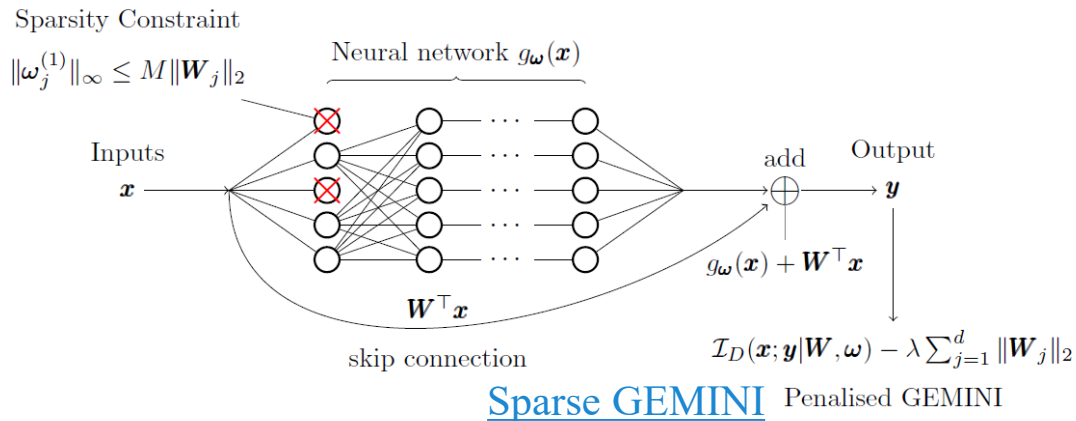 Sparsity Constraint
‖ω_j^{(1)}‖_∞ ≤ M‖W_j‖_2
Neural network g_ω(x)
Inputs
x
· · ·
· · ·
· · ·
· · ·
· · ·
add
Output
y
g_ω(x) + W^⊤x
W^⊤x
skip connection
I_D(x; y|W, ω) − λ ∑_{j=1}^{d} ‖W_j‖_2
Sparse GEMINI Penalised GEMINI